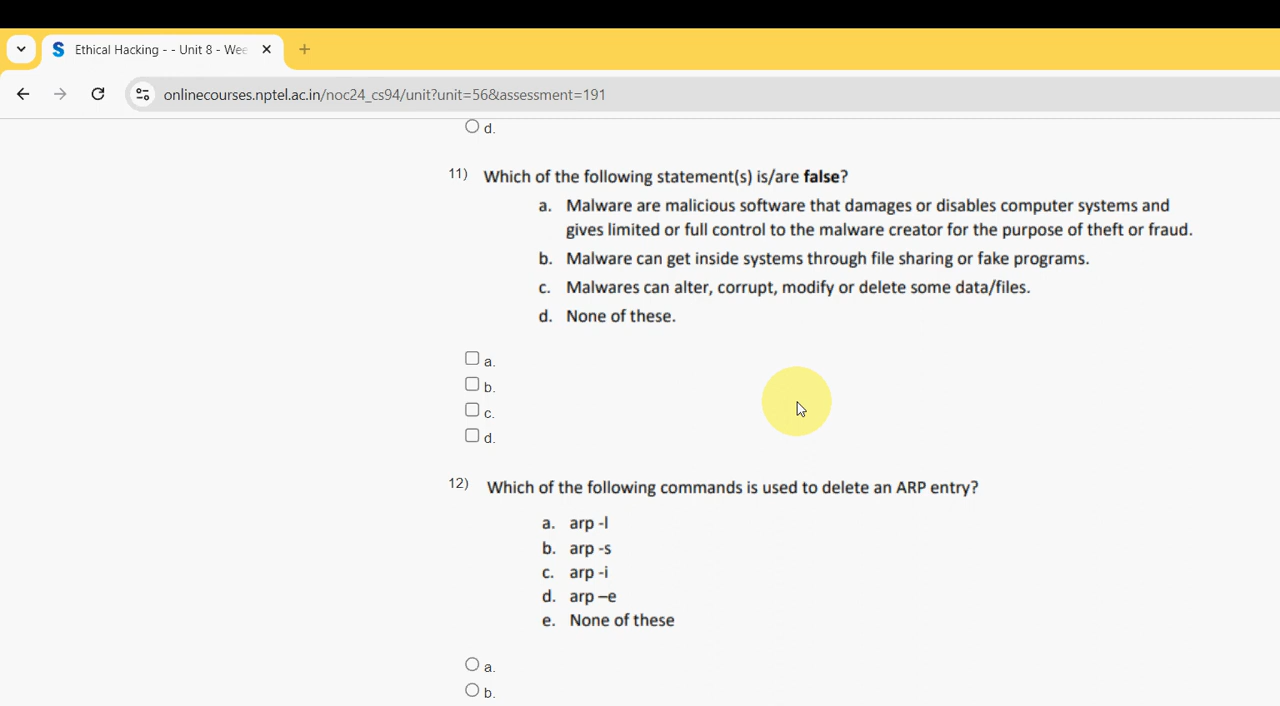 Ethical Hacking - - Unit 8 - Wee
onlinecourses.nptel.ac.in/noc24_cs94/unit?unit=56&assessment=191
d.
11) Which of the following statement(s) is/are false?
a. Malware are malicious software that damages or disables computer systems and
gives limited or full control to the malware creator for the purpose of theft or fraud.
b. Malware can get inside systems through file sharing or fake programs.
c. Malwares can alter, corrupt, modify or delete some data/files.
d. None of these.
a.
b.
c.
d.
12) Which of the following commands is used to delete an ARP entry?
a. arp -l
b. arp -s
c. arp -i
d. arp –e
e. None of these
a.
b.